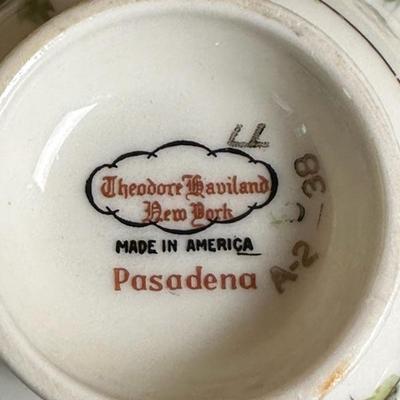 Theodore Haviland
New York
MADE IN AMERICA
Pasadena
A-2-38